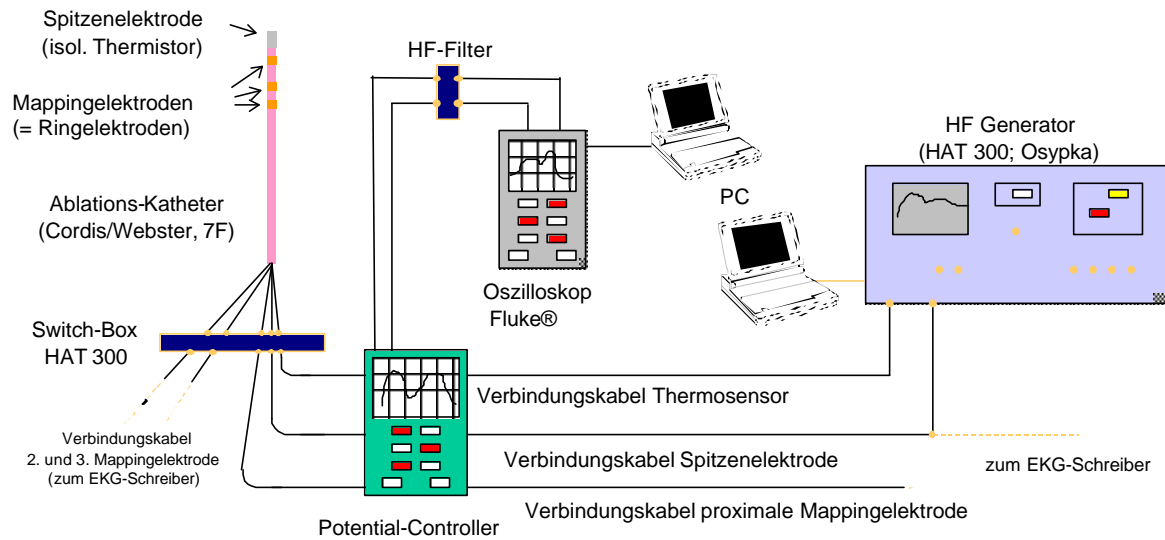 Spitzenelektrode
(isol. Thermistor)
HF-Filter
Mappingelektroden
(= Ringelektroden)
HF Generator
(HAT 300; Osypka)
PC
Ablations-Katheter
(Cordis/Webster, 7F)
Oszilloskop
Fluke®
Switch-Box
HAT 300
Verbindungskabel Thermosensor
Verbindungskabel
2. und 3. Mappingelektrode
(zum EKG-Schreiber)
Verbindungskabel Spitzenelektrode
zum EKG-Schreiber
Verbindungskabel proximale Mappingelektrode
Potential-Controller